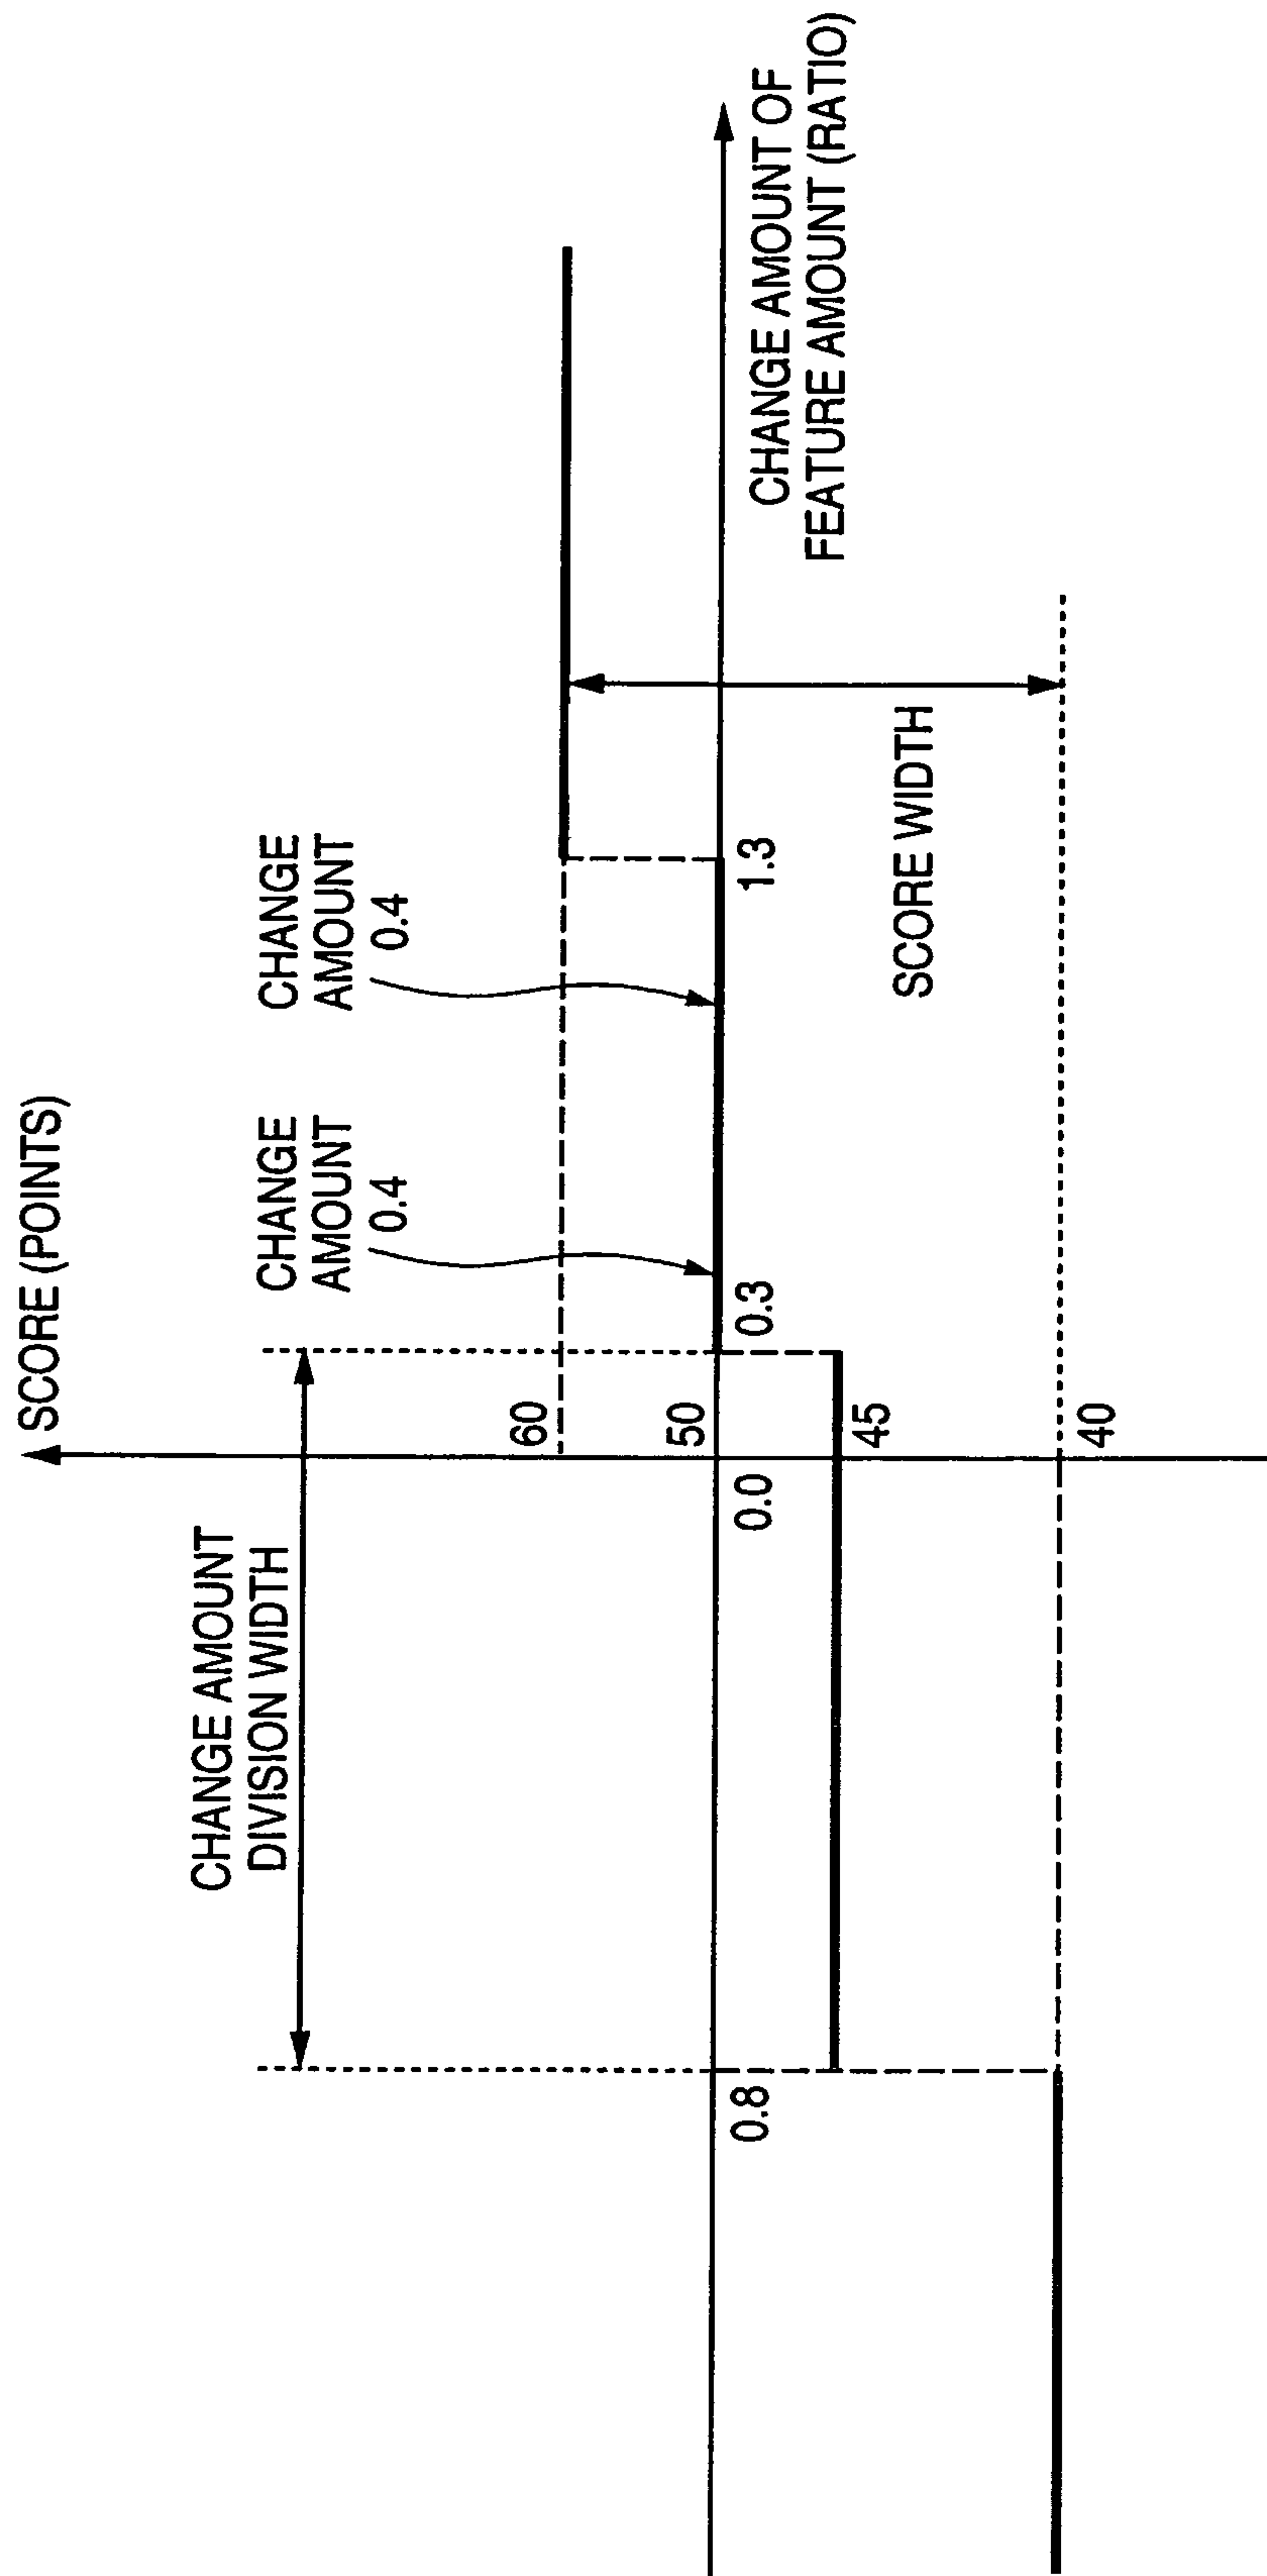 SCORE (POINTS)
CHANGE AMOUNT
DIVISION WIDTH
CHANGE
AMOUNT
0.4
CHANGE
AMOUNT
0.4
60
50
0.8
0.0
0.3
1.3
CHANGE AMOUNT OF
FEATURE AMOUNT (RATIO)
45
SCORE WIDTH
40